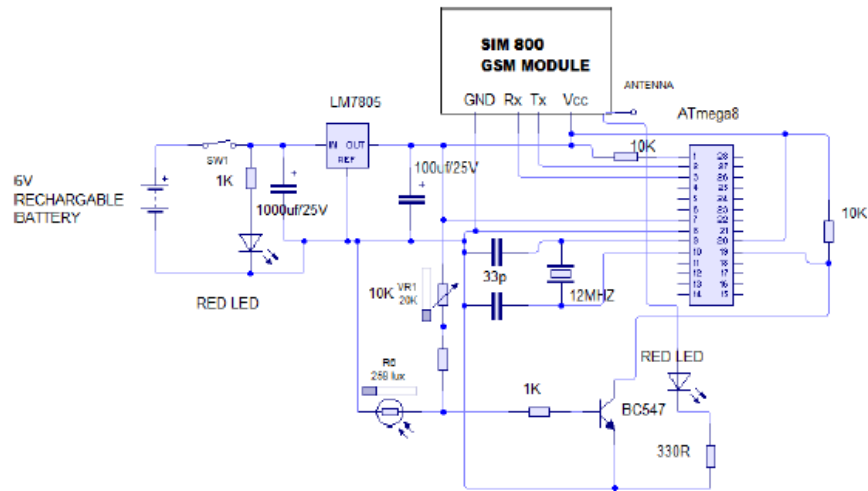 SIM 800
GSM MODULE
ANTENNA
GND Rx Tx Vcc
ATmega8
LM7805
IN OUT
REF
SW1
1K
1000uf/25V
100uf/25V
10K
6V
RECHARGABLE
BATTERY
RED LED
1 28
2 27
3 26
4 25
5 24
6 23
7 22
8 21
9 20
10 19
11 18
12 17
13 16
14 15
10K
33p
12MHZ
10K
VR1
20K
R0
RED LED
1K
BC547
330R